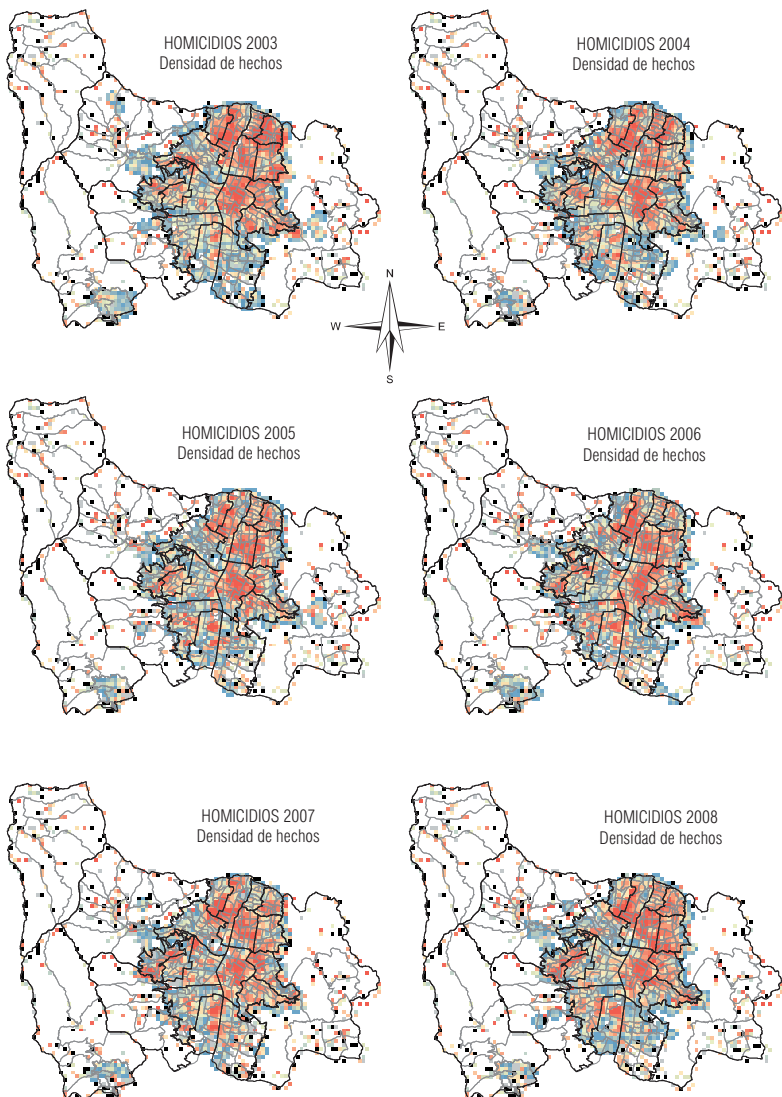 HOMICIDIOS 2003
Densidad de hechos
HOMICIDIOS 2004
Densidad de hechos
N
W E
S
HOMICIDIOS 2005
Densidad de hechos
HOMICIDIOS 2006
Densidad de hechos
HOMICIDIOS 2007
Densidad de hechos
HOMICIDIOS 2008
Densidad de hechos